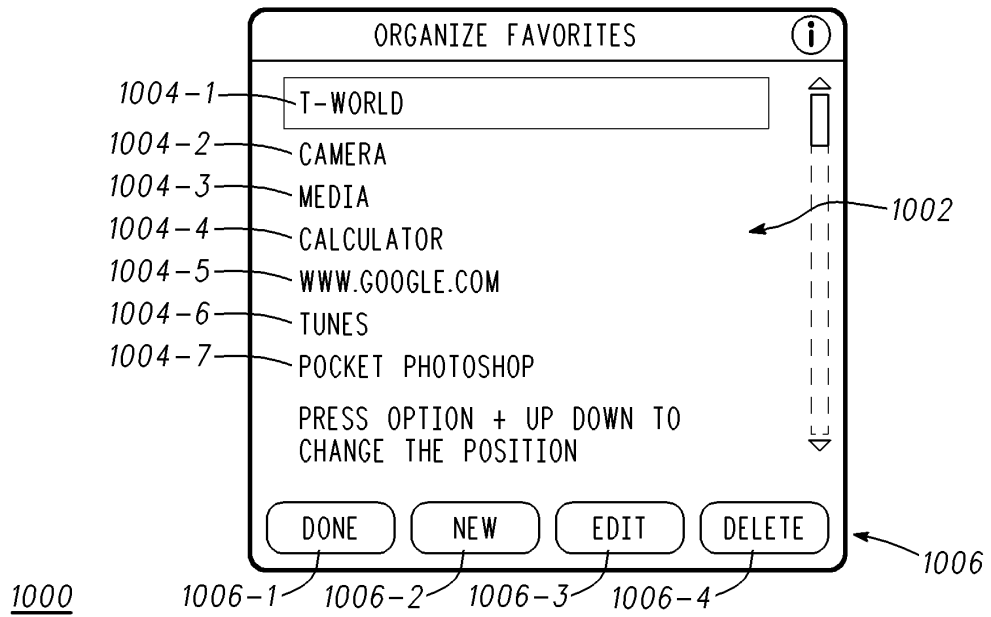 ORGANIZE FAVORITES i
1004-1 T-WORLD
1004-2 CAMERA
1004-3 MEDIA
1004-4 CALCULATOR
1002
1004-5 WWW.GOOGLE.COM
1004-6 TUNES
1004-7 POCKET PHOTOSHOP
PRESS OPTION + UP DOWN TO
CHANGE THE POSITION
DONE NEW EDIT DELETE
1006
1000 1006-1 1006-2 1006-3 1006-4